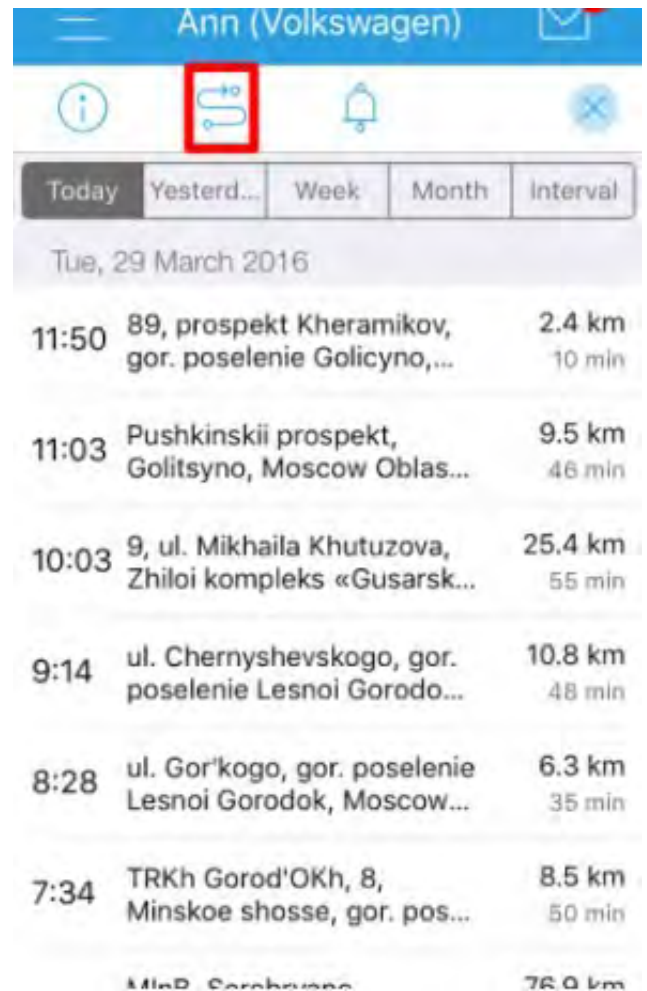 Ann (Volkswagen)
Today Yesterd... Week Month Interval
Tue, 29 March 2016
11:50 89, prospekt Kheramikov, 2.4 km
gor. poselenie Golicyno,... 10 min
11:03 Pushkinskii prospekt, 9.5 km
Golitsyno, Moscow Oblas... 46 min
10:03 9, ul. Mikhaila Khutuzova, 25.4 km
Zhiloi kompleks «Gusarsk... 55 min
9:14 ul. Chernyshevskogo, gor. 10.8 km
poselenie Lesnoi Gorodo... 48 min
8:28 ul. Gor'kogo, gor. poselenie 6.3 km
Lesnoi Gorodok, Moscow... 35 min
7:34 TRKh Gorod'OKh, 8, 8.5 km
Minskoe shosse, gor. pos... 50 min
76.9 km